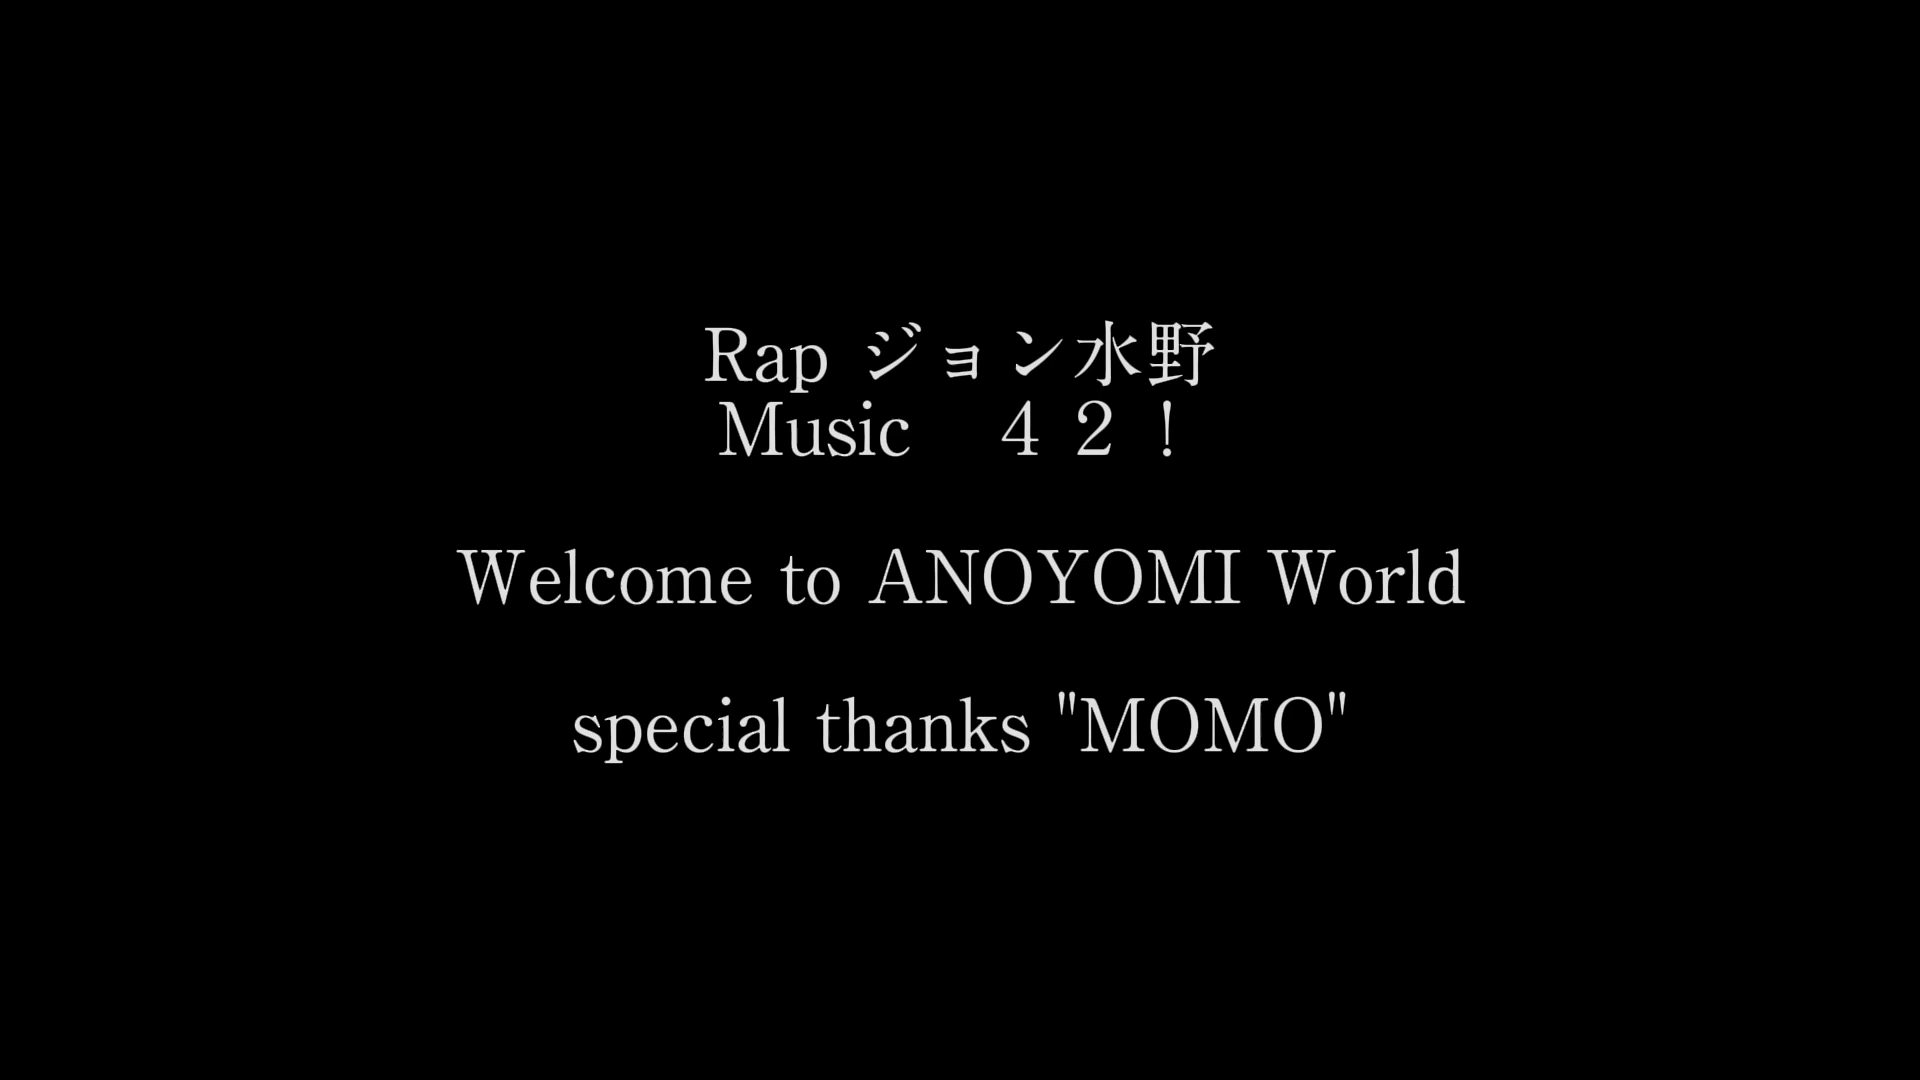 Rap ジョン水野
Music　４２！
Welcome to ANOYOMI World
special thanks "MOMO"